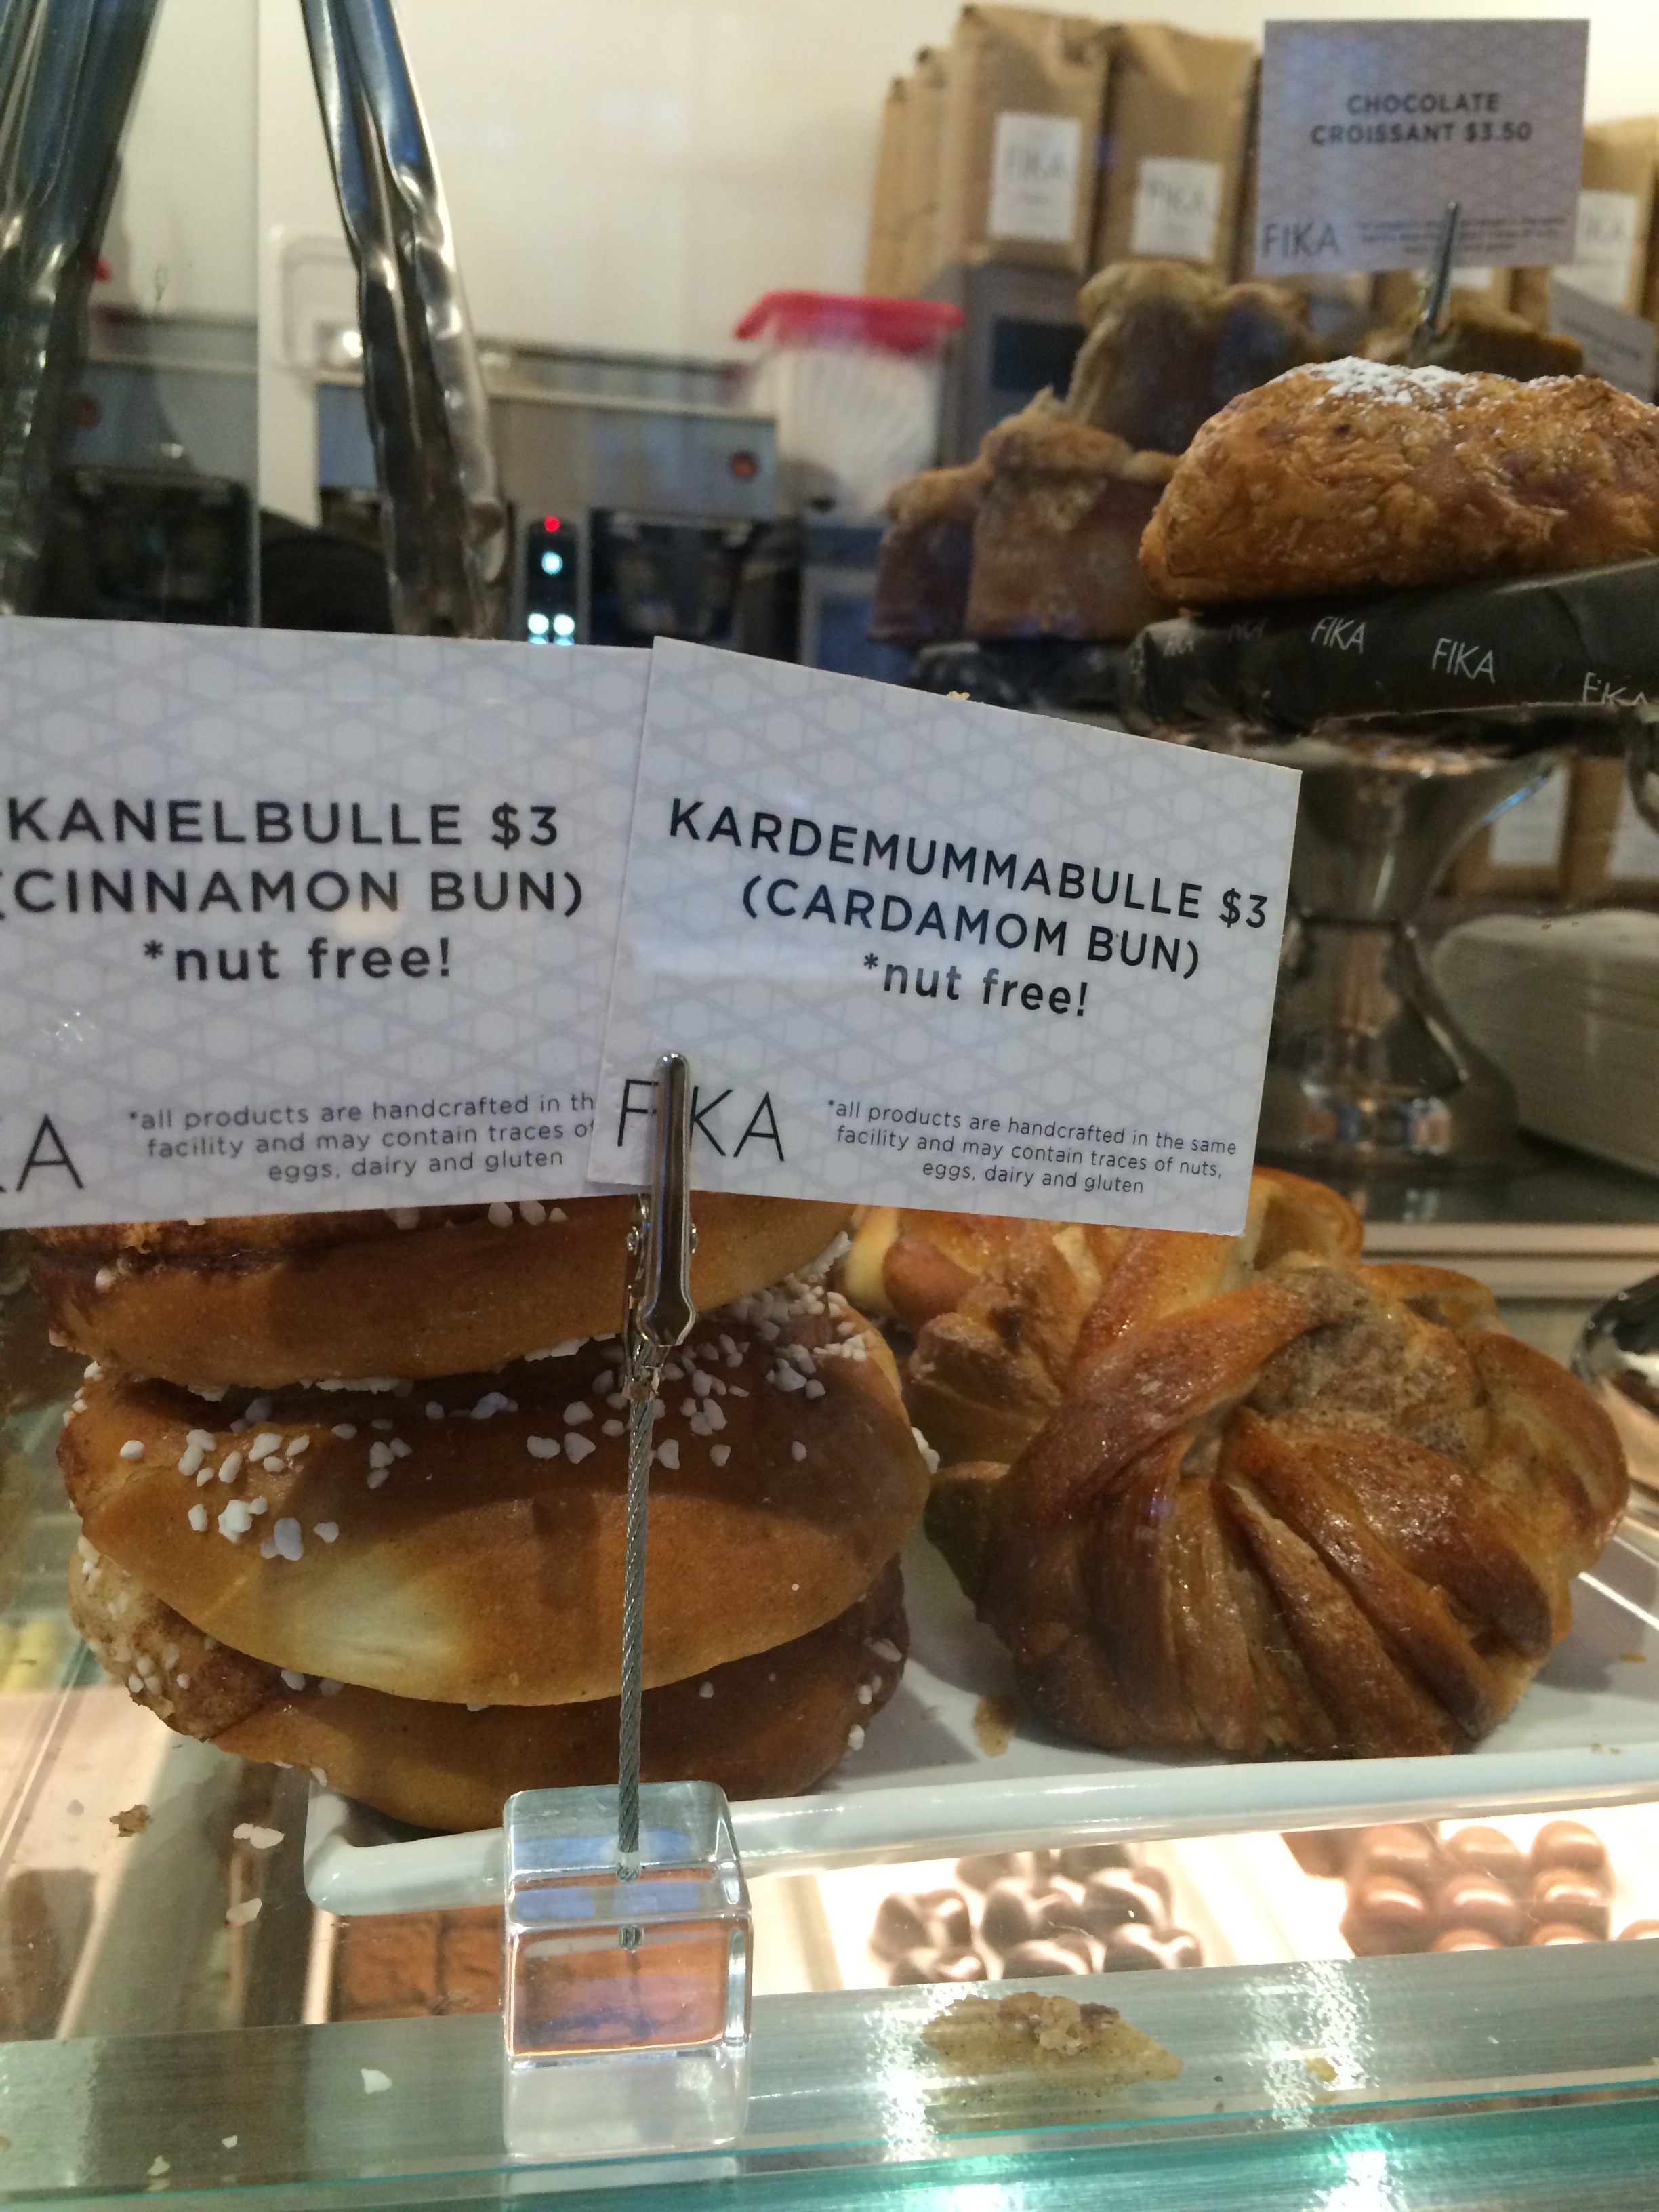 CHOCOLATE
CROISSANT $3.50
FIKA
FIKA
FIKA
FIKA
FIKA
KANELBULLE $3
(CINNAMON BUN)
*nut free!
KA
*all products are handcrafted in th
facility and may contain traces of
eggs, dairy and gluten
KARDEMUMMABULLE $3
(CARDAMOM BUN)
*nut free!
FIKA
*all products are handcrafted in the same
facility and may contain traces of nuts,
eggs, dairy and gluten